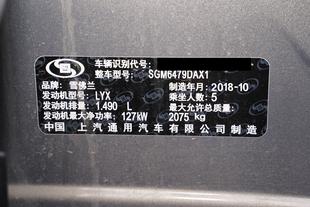 车辆识别代号:
整车型号: SGM6479DAX1
品牌: 雪佛兰 制造年月: 2018-10
发动机型号: LYX 乘坐人数: 5
发动机排量: 1,490 L 最大允许总质量:
发动机最大净功率: 127kW 2075 kg
中国 上汽通用汽车有限公司制造